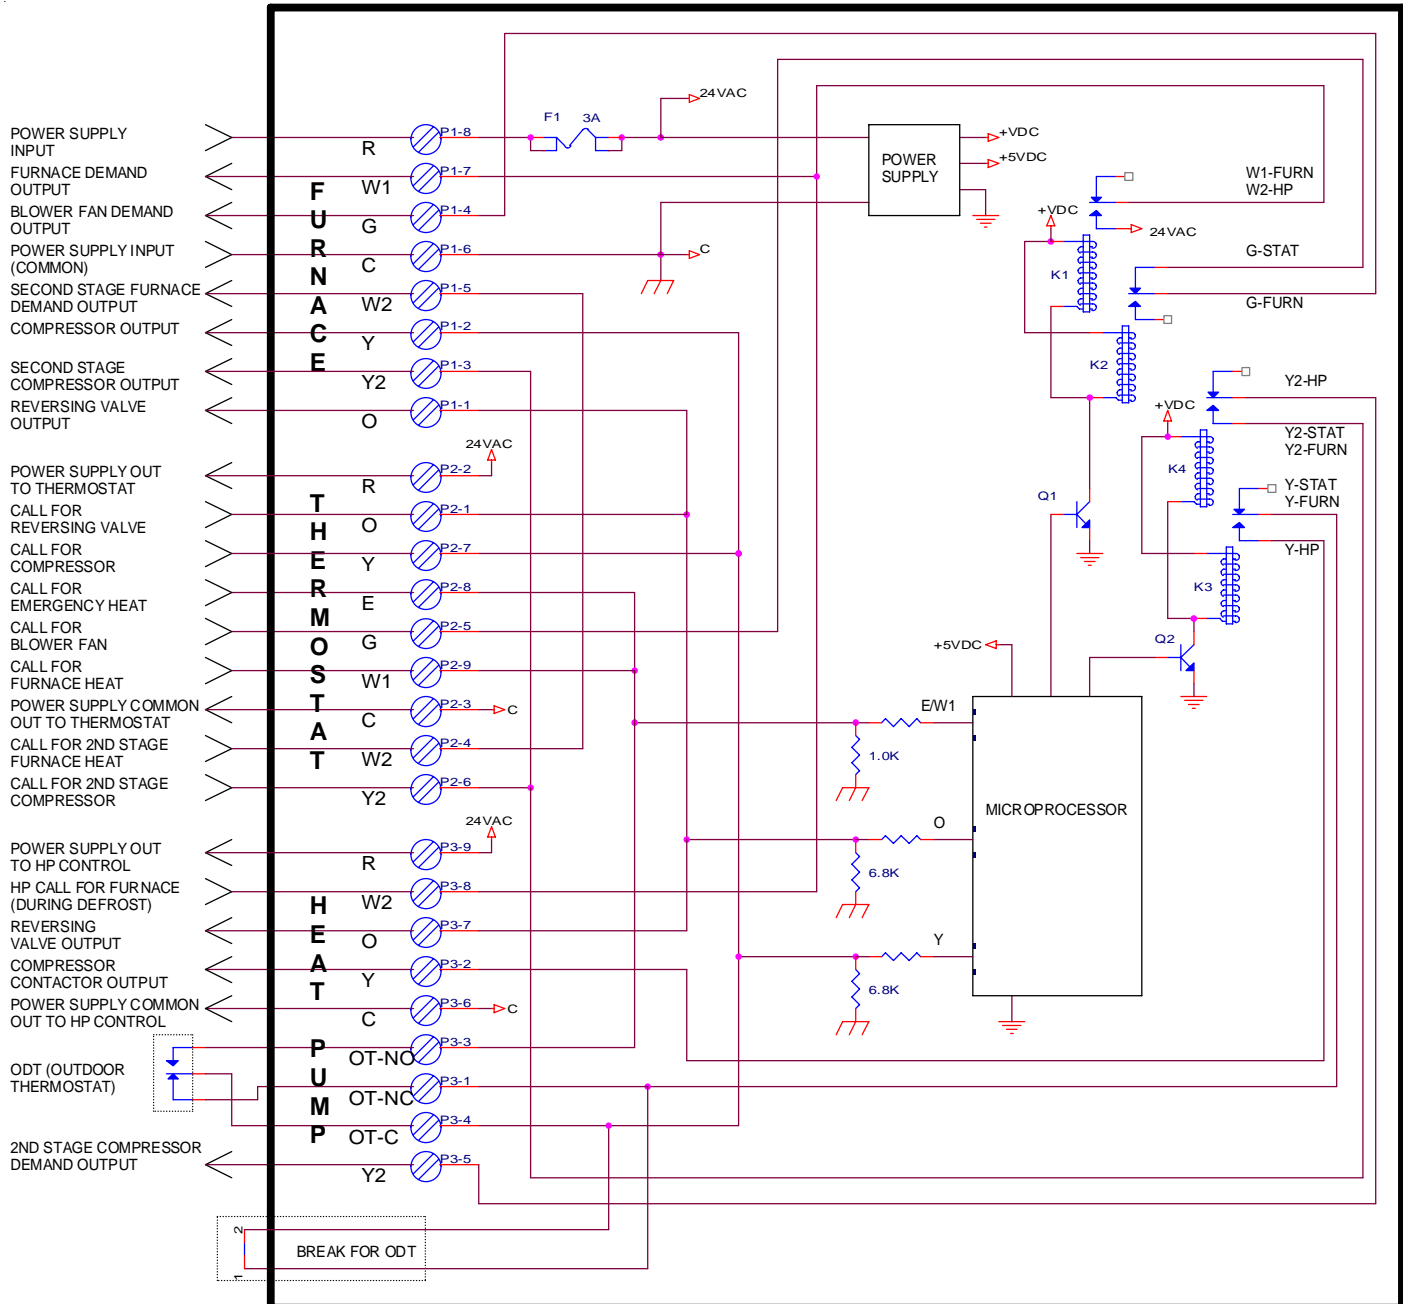 POWER SUPPLY
INPUT
R
P1-8
F1
3A
24VAC
FURNACE DEMAND
OUTPUT
W1
P1-7
BLOWER FAN DEMAND
OUTPUT
G
P1-4
POWER SUPPLY INPUT
(COMMON)
C
P1-6
C
SECOND STAGE FURNACE
DEMAND OUTPUT
W2
P1-5
COMPRESSOR OUTPUT
Y
P1-2
SECOND STAGE
COMPRESSOR OUTPUT
Y2
P1-3
REVERSING VALVE
OUTPUT
O
P1-1
FURNACE
POWER
SUPPLY
+VDC
+5VDC
W1-FURN
W2-HP
+VDC
24VAC
K1
G-STAT
G-FURN
K2
Y2-HP
+VDC
Y2-STAT
Y2-FURN
K4
Y-STAT
Y-FURN
Y-HP
K3
Q1
Q2
POWER SUPPLY OUT
TO THERMOSTAT
R
P2-2
24VAC
CALL FOR
REVERSING VALVE
O
P2-1
CALL FOR
COMPRESSOR
Y
P2-7
CALL FOR
EMERGENCY HEAT
E
P2-8
CALL FOR
BLOWER FAN
G
P2-5
CALL FOR
FURNACE HEAT
W1
P2-9
POWER SUPPLY COMMON
OUT TO THERMOSTAT
C
P2-3
C
CALL FOR 2ND STAGE
FURNACE HEAT
W2
P2-4
CALL FOR 2ND STAGE
COMPRESSOR
Y2
P2-6
THERMOSTAT
+5VDC
E/W1
1.0K
MICROPROCESSOR
O
6.8K
Y
6.8K
POWER SUPPLY OUT
TO HP CONTROL
R
P3-9
24VAC
HP CALL FOR FURNACE
(DURING DEFROST)
W2
P3-8
REVERSING
VALVE OUTPUT
O
P3-7
COMPRESSOR
CONTACTOR OUTPUT
Y
P3-2
POWER SUPPLY COMMON
OUT TO HP CONTROL
C
P3-6
C
ODT (OUTDOOR
THERMOSTAT)
OT-NO
P3-3
OT-NC
P3-1
OT-C
P3-4
2ND STAGE COMPRESSOR
DEMAND OUTPUT
Y2
P3-5
HEAT PUMP
2
BREAK FOR ODT
1